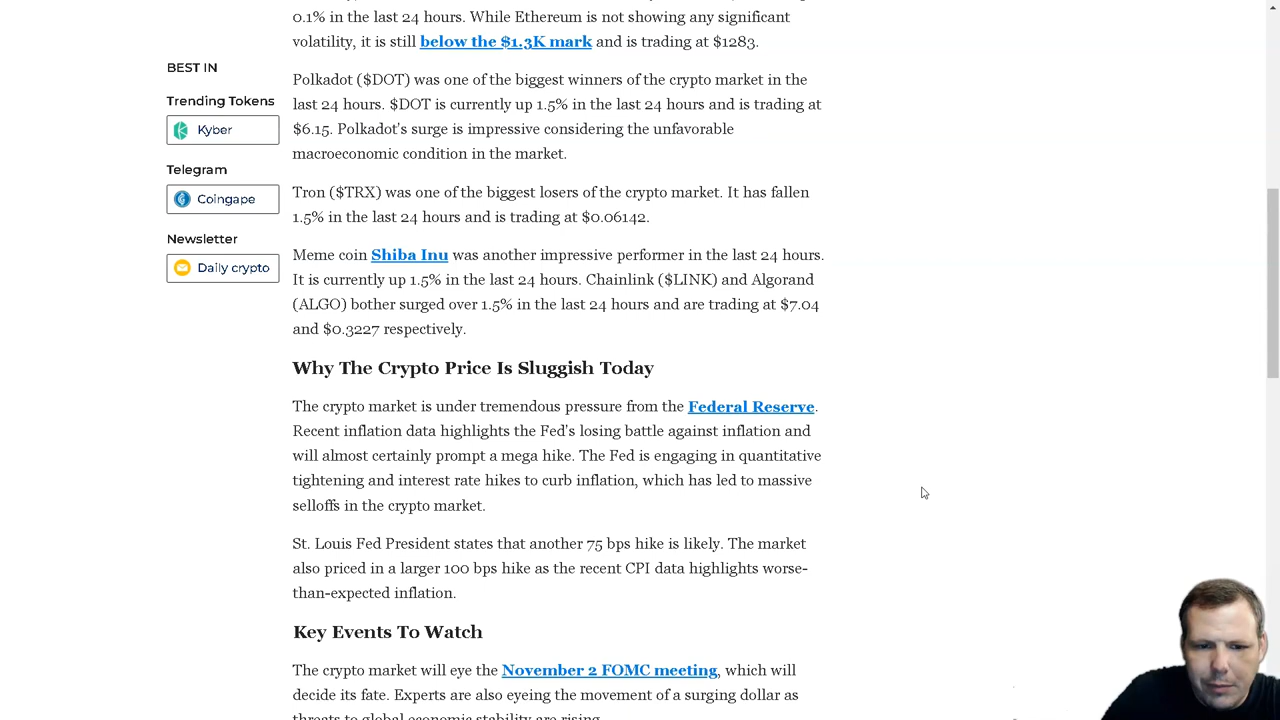 0.1% in the last 24 hours. While Ethereum is not showing any significant
volatility, it is still below the $1.3K mark and is trading at $1283.
BEST IN
Trending Tokens
Kyber
Telegram
Coingape
Newsletter
Daily crypto
Polkadot ($DOT) was one of the biggest winners of the crypto market in the
last 24 hours. $DOT is currently up 1.5% in the last 24 hours and is trading at
$6.15. Polkadot's surge is impressive considering the unfavorable
macroeconomic condition in the market.
Tron ($TRX) was one of the biggest losers of the crypto market. It has fallen
1.5% in the last 24 hours and is trading at $0.06142.
Meme coin Shiba Inu was another impressive performer in the last 24 hours.
It is currently up 1.5% in the last 24 hours. Chainlink ($LINK) and Algorand
(ALGO) bother surged over 1.5% in the last 24 hours and are trading at $7.04
and $0.3227 respectively.
Why The Crypto Price Is Sluggish Today
The crypto market is under tremendous pressure from the Federal Reserve.
Recent inflation data highlights the Fed's losing battle against inflation and
will almost certainly prompt a mega hike. The Fed is engaging in quantitative
tightening and interest rate hikes to curb inflation, which has led to massive
selloffs in the crypto market.
St. Louis Fed President states that another 75 bps hike is likely. The market
also priced in a larger 100 bps hike as the recent CPI data highlights worse-
than-expected inflation.
Key Events To Watch
The crypto market will eye the November 2 FOMC meeting, which will
decide its fate. Experts are also eyeing the movement of a surging dollar as
threats to global economic stability are rising.